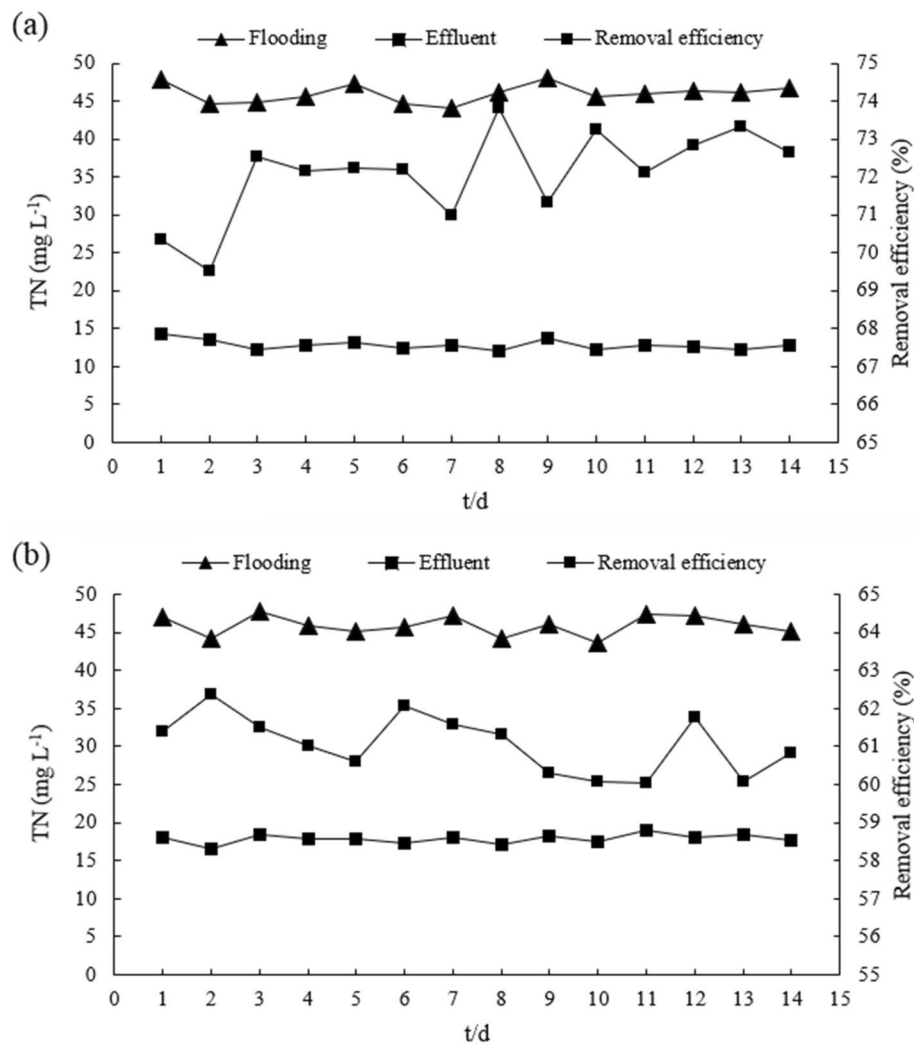 (a)
Flooding Effluent Removal efficiency
50 75
45 74
40 73
35 72
30 71
25 70
20 69
15 68
10 67
5 66
0 65
TN (mg L⁻¹)
Removal efficiency (%)
0 1 2 3 4 5 6 7 8 9 10 11 12 13 14 15
t/d
(b)
Flooding Effluent Removal efficiency
50 65
45 64
40 63
35 62
30 61
25 60
20 59
15 58
10 57
5 56
0 55
TN (mg L⁻¹)
Removal efficiency (%)
0 1 2 3 4 5 6 7 8 9 10 11 12 13 14 15
t/d